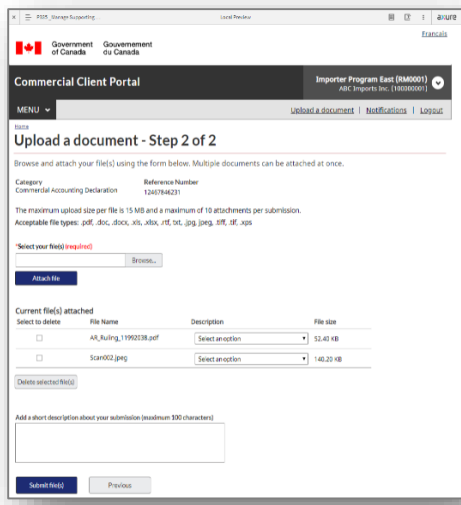 × P105_Manage Supporting... Local Preview axure
Français
Government Gouvernement
of Canada du Canada
Commercial Client Portal
Importer Program East (RM0001)
ABC Imports Inc. (100000001)
MENU Upload a document | Notifications | Logout
Home
Upload a document - Step 2 of 2
Browse and attach your file(s) using the form below. Multiple documents can be attached at once.
Category Reference Number
Commercial Accounting Declaration 12467846231
The maximum upload size per file is 15 MB and a maximum of 10 attachments per submission.
Acceptable file types: .pdf, .doc, .docx, .xls, .xlsx, .rtf, txt, .jpg, jpeg, .tiff, .tif, .xps
*Select your file(s) (required)
Browse...
Attach file
Current file(s) attached
Select to delete File Name Description File size
AR_Ruling_11992038.pdf Select an option 52.40 KB
Scan002.jpeg Select an option 140.20 KB
Delete selected file(s)
Add a short description about your submission (maximum 300 characters)
Submit file(s) Previous